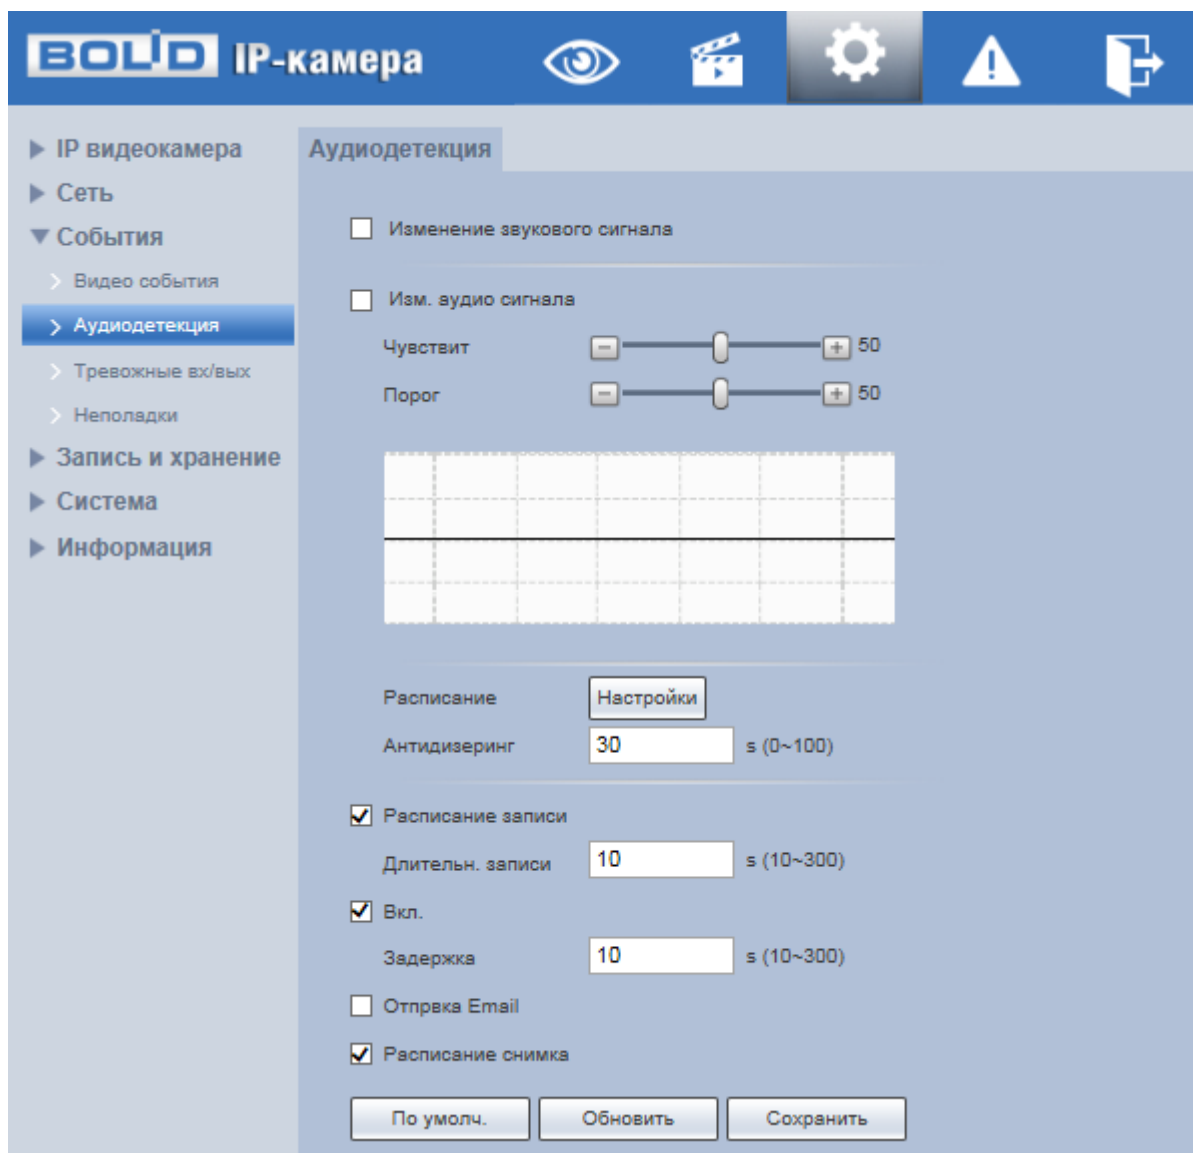 BOLID IP-камера
IP видеокамера
Сеть
События
Видео события
Аудиодетекция
Тревожные вх/вых
Неполадки
Запись и хранение
Система
Информация
Аудиодетекция
Изменение звукового сигнала
Изм. аудио сигнала
Чувствит 50
Порог 50
Расписание Настройки
Антидизеринг 30 s (0~100)
Расписание записи
Длительн. записи 10 s (10~300)
Вкл.
Задержка 10 s (10~300)
Отпрвка Email
Расписание снимка
По умолч. Обновить Сохранить